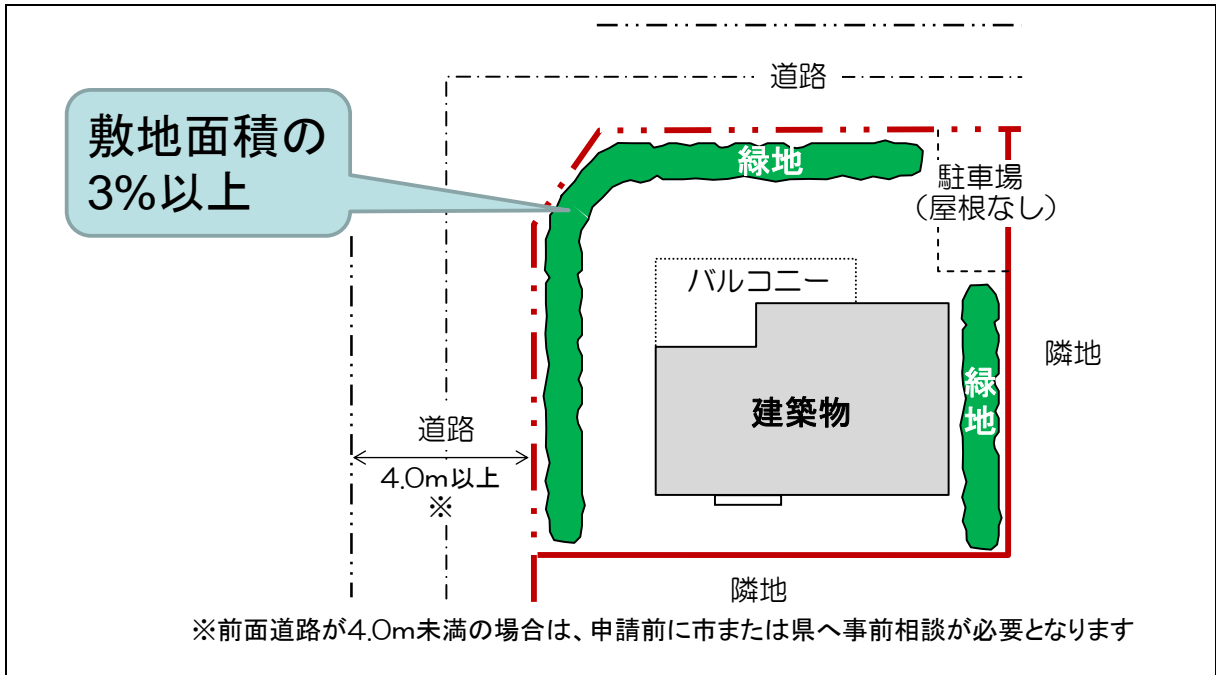 道路
敷地面積の
3%以上
緑地
駐車場
(屋根なし)
バルコニー
隣地
緑
地
建築物
道路
4.0m以上
※
隣地
※前面道路が4.0m未満の場合は、申請前に市または県へ事前相談が必要となります